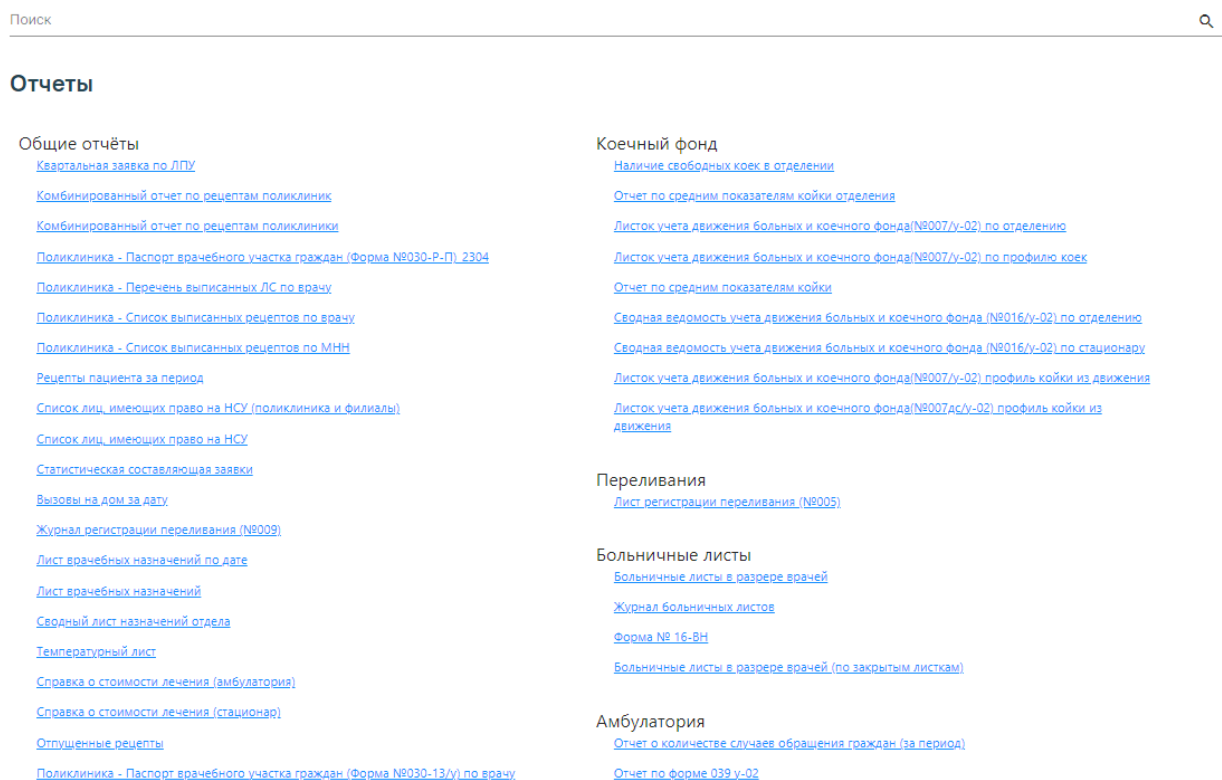 Поиск
Отчеты
Общие отчёты
Квартальная заявка по ЛПУ
Комбинированный отчет по рецептам поликлиник
Комбинированный отчет по рецептам поликлиники
Поликлиника - Паспорт врачебного участка граждан (Форма №030-Р-П)_2304
Поликлиника - Перечень выписанных ЛС по врачу
Поликлиника - Список выписанных рецептов по врачу
Поликлиника - Список выписанных рецептов по МНН
Рецепты пациента за период
Список лиц, имеющих право на НСУ (поликлиника и филиалы)
Список лиц, имеющих право на НСУ
Статистическая составляющая заявки
Вызовы на дом за дату
Журнал регистрации переливания (№009)
Лист врачебных назначений по дате
Лист врачебных назначений
Сводный лист назначений отдела
Температурный лист
Справка о стоимости лечения (амбулатория)
Справка о стоимости лечения (стационар)
Отпущенные рецепты
Поликлиника - Паспорт врачебного участка граждан (Форма №030-13/у) по врачу
Коечный фонд
Наличие свободных коек в отделении
Отчет по средним показателям койки отделения
Листок учета движения больных и коечного фонда(№007/у-02) по отделению
Листок учета движения больных и коечного фонда(№007/у-02) по профилю коек
Отчет по средним показателям койки
Сводная ведомость учета движения больных и коечного фонда (№016/у-02) по отделению
Сводная ведомость учета движения больных и коечного фонда (№016/у-02) по стационару
Листок учета движения больных и коечного фонда(№007/у-02) профиль койки из движения
Листок учета движения больных и коечного фонда(№007дс/у-02) профиль койки из
движения
Переливания
Лист регистрации переливания (№005)
Больничные листы
Больничные листы в разрере врачей
Журнал больничных листов
Форма № 16-ВН
Больничные листы в разрере врачей (по закрытым листкам)
Амбулатория
Отчет о количестве случаев обращения граждан (за период)
Отчет по форме 039 у-02